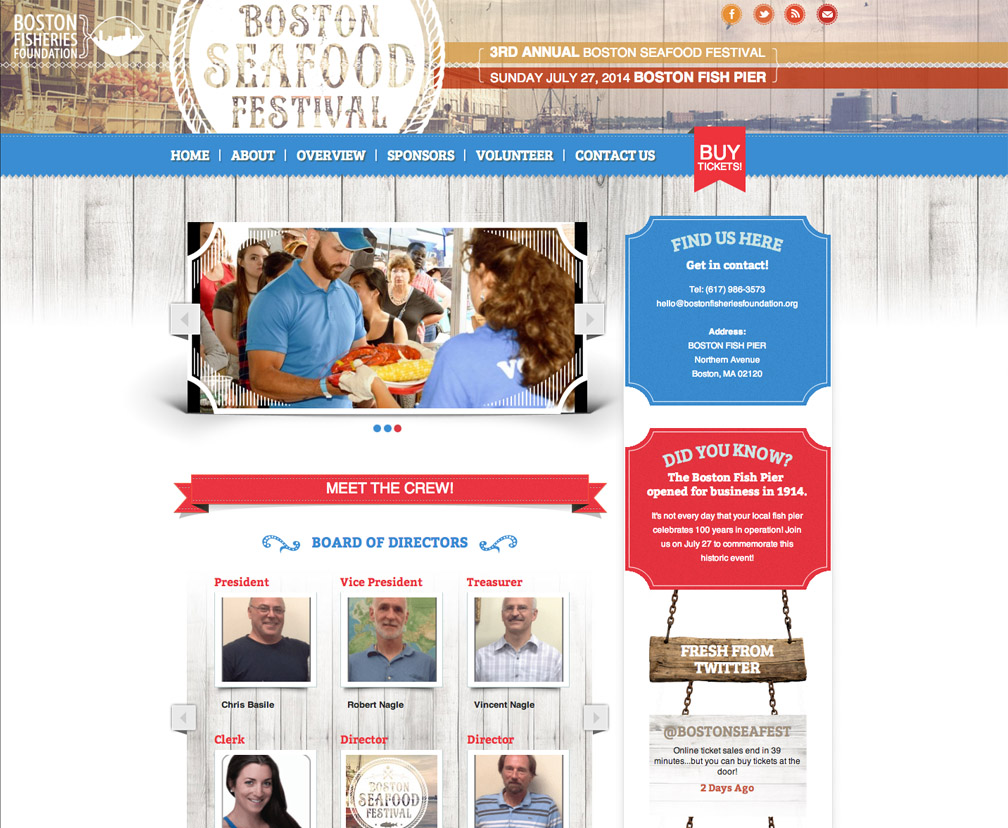 BOSTON
FISHERIES
FOUNDATION
BOSTON
SEAFOOD
FESTIVAL
3RD ANNUAL BOSTON SEAFOOD FESTIVAL
SUNDAY JULY 27, 2014 BOSTON FISH PIER
HOME
ABOUT
OVERVIEW
SPONSORS
VOLUNTEER
CONTACT US
BUY
TICKETS!
FIND US HERE
Get in contact!
Tel: (617) 986-3573
hello@bostonfisheriesfoundation.org
Address:
BOSTON FISH PIER
Northern Avenue
Boston, MA 02120
DID YOU KNOW?
The Boston Fish Pier
opened for business in 1914.
It's not every day that your local fish pier
celebrates 100 years in operation! Join
us on July 27 to commemorate this
historic event!
FRESH FROM
TWITTER
@BOSTONSEAFEST
Online ticket sales end in 39
minutes...but you can buy tickets at the
door!
2 Days Ago
MEET THE CREW!
BOARD OF DIRECTORS
President
Vice President
Treasurer
Chris Basile
Robert Nagle
Vincent Nagle
Clerk
Director
Director
BOSTON
SEAFOOD
FESTIVAL